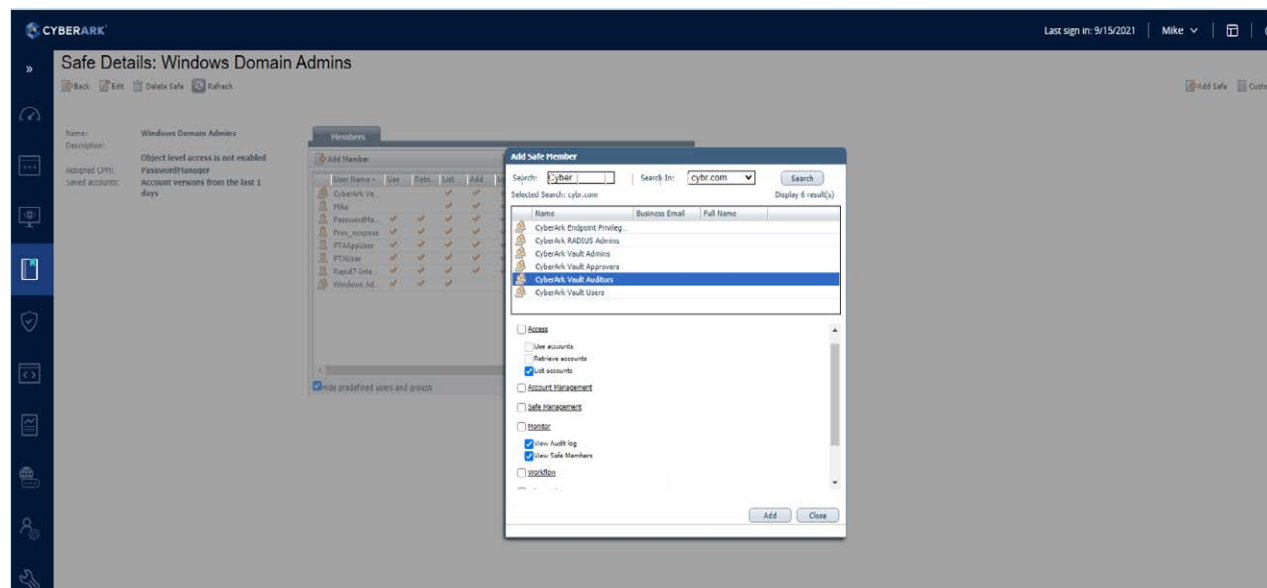 CYBERARK
Last sign in: 9/15/2021
Mike
Safe Details: Windows Domain Admins
Back Edit Delete Safe Refresh
Add Safe
Name: Windows Domain Admins
Description:
Object level access is not enabled
Assigned CPM: PasswordManager
Saved accounts: Account versions from the last 1 days
Members
Add Member
User Name Use Retr.. List Add
CyberArk Ve...
Mike
PasswordMa...
PTAAppUser
PTAUser
Rapid7-Inte...
Windows Ad...
Hide predefined users and groups
Add Safe Member
Search: Cyber Search In: cybr.com Search
Selected Search: cybr.com Display 6 result(s)
Name Business Email Full Name
CyberArk Endpoint Privileg...
CyberArk RADIUS Admins
CyberArk Vault Admins
CyberArk Vault Approvers
CyberArk Vault Auditors
CyberArk Vault Users
Access
Use accounts
Retrieve accounts
List accounts
Account Management
Safe Management
Monitor
View Audit log
View Safe Members
Workflow
Add Close